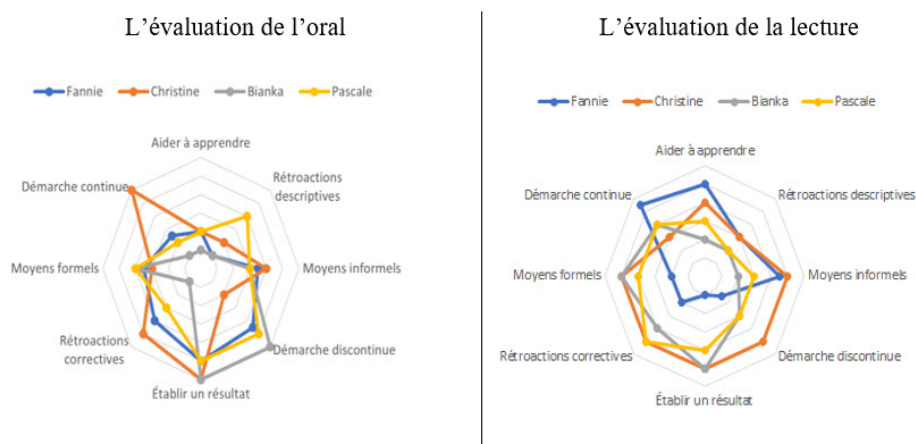 L’évaluation de l’oral
Fannie Christine Bianka Pascale
Aider à apprendre
Rétroactions
descriptives
Démarche continue
Moyens formels
Moyens informels
Rétroactions
correctives
Démarche discontinue
Établir un résultat
L’évaluation de la lecture
Fannie Christine Bianka Pascale
Aider à apprendre
Démarche continue
Rétroactions descriptives
Moyens formels
Moyens informels
Rétroactions correctives
Démarche discontinue
Établir un résultat